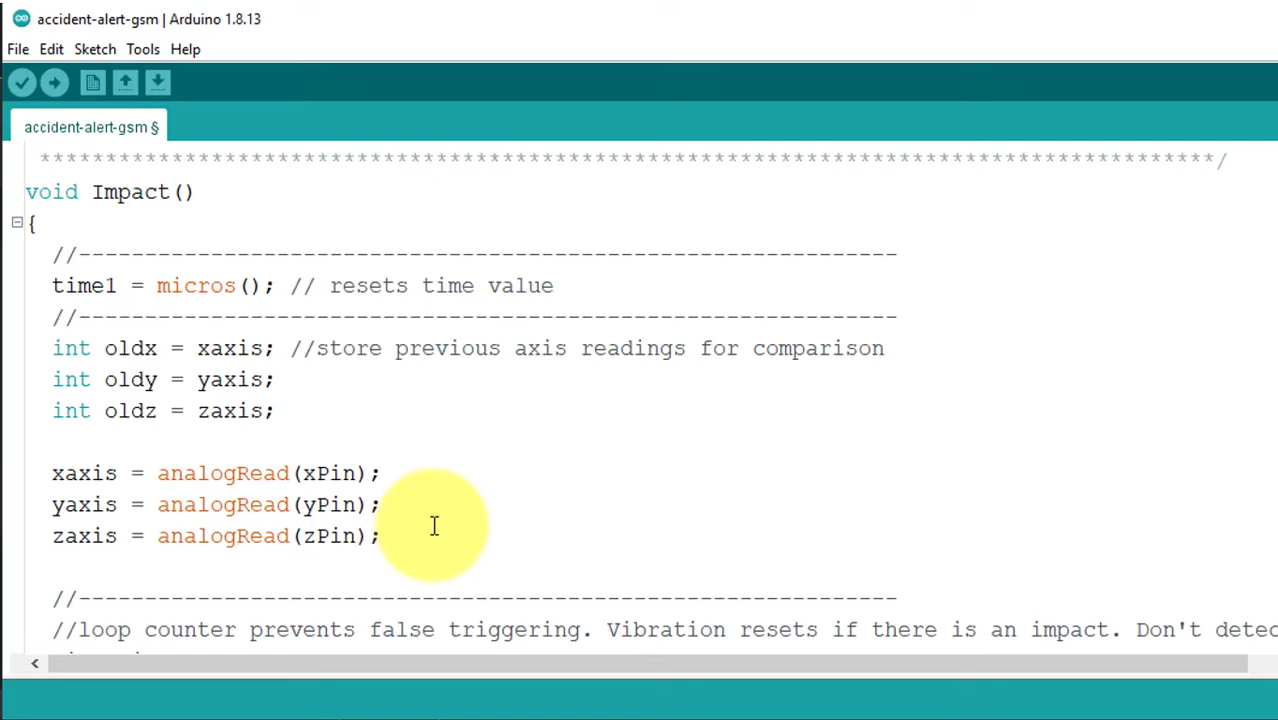 accident-alert-gsm | Arduino 1.8.13
File Edit Sketch Tools Help
accident-alert-gsm §
******************************************************************************************/
void Impact()
{
//--------------------------------------------------------------
time1 = micros(); // resets time value
//--------------------------------------------------------------
int oldx = xaxis; //store previous axis readings for comparison
int oldy = yaxis;
int oldz = zaxis;
xaxis = analogRead(xPin);
yaxis = analogRead(yPin);
zaxis = analogRead(zPin);
//--------------------------------------------------------------
//loop counter prevents false triggering. Vibration resets if there is an impact. Don't detec